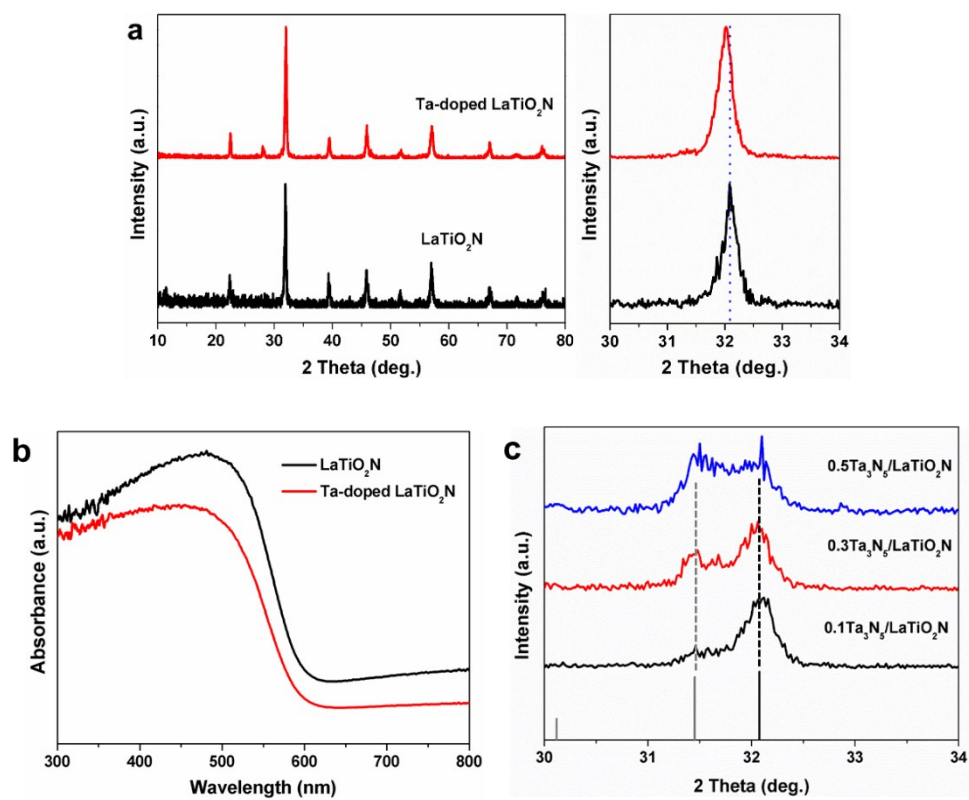 a
Intensity (a.u.)
Ta-doped LaTiO₂N
LaTiO₂N
10 20 30 40 50 60 70 80
2 Theta (deg.)
Intensity (a.u.)
30 31 32 33 34
2 Theta (deg.)
b
Absorbance (a.u.)
LaTiO₂N
Ta-doped LaTiO₂N
300 400 500 600 700 800
Wavelength (nm)
c
Intensity (a.u.)
0.5Ta₃N₅/LaTiO₂N
0.3Ta₃N₅/LaTiO₂N
0.1Ta₃N₅/LaTiO₂N
30 31 32 33 34
2 Theta (deg.)